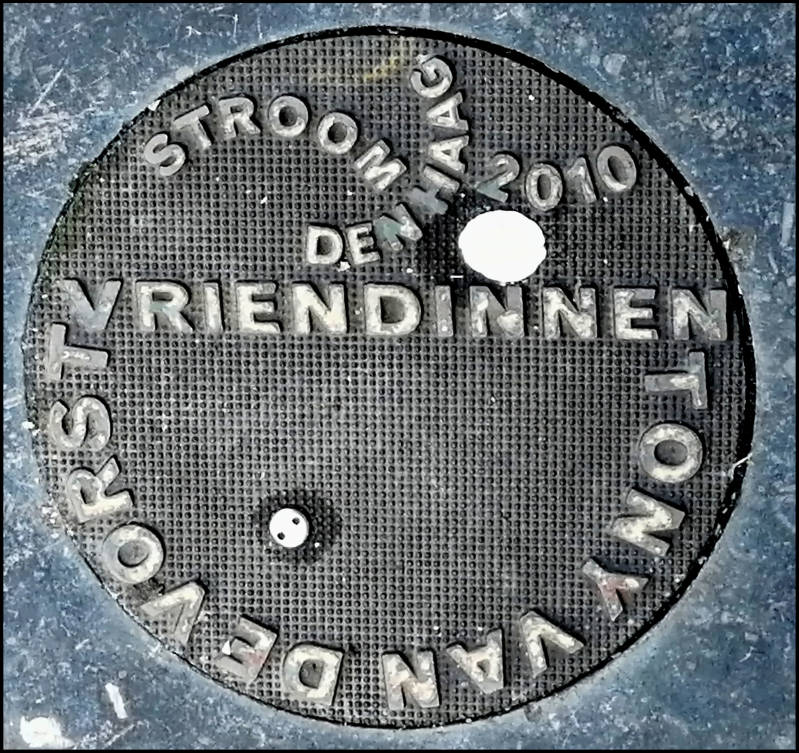 STROOM
DEN HAAG
2010
VRIENDINNEN
TONY VAN DE VORST